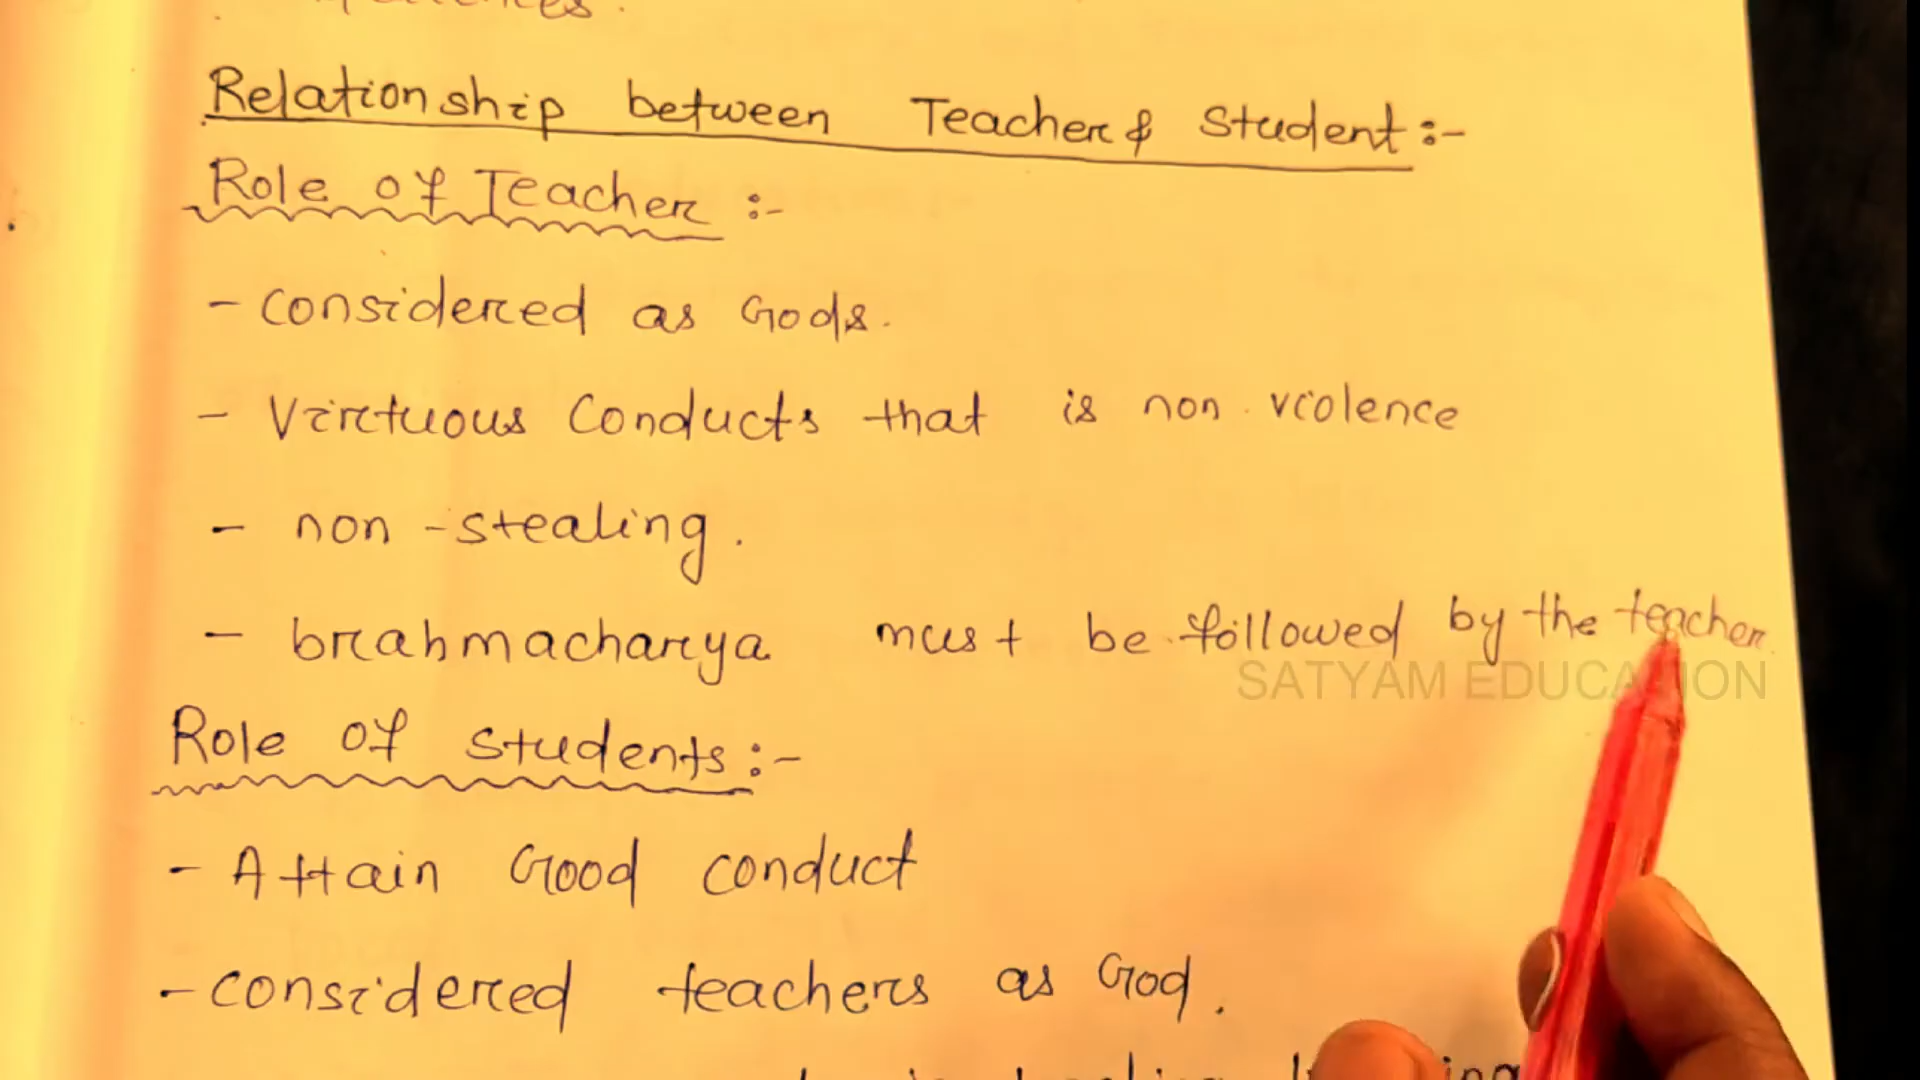 Relationship between Teacher & Student :-
Role of Teacher :-
- Considered as Gods.
- Virtuous Conducts that is non violence
- non-stealing.
- brahmacharya must be followed by the teacher.
SATYAM EDUCATION
Role of students :-
- Attain Good conduct
- considered teachers as God.